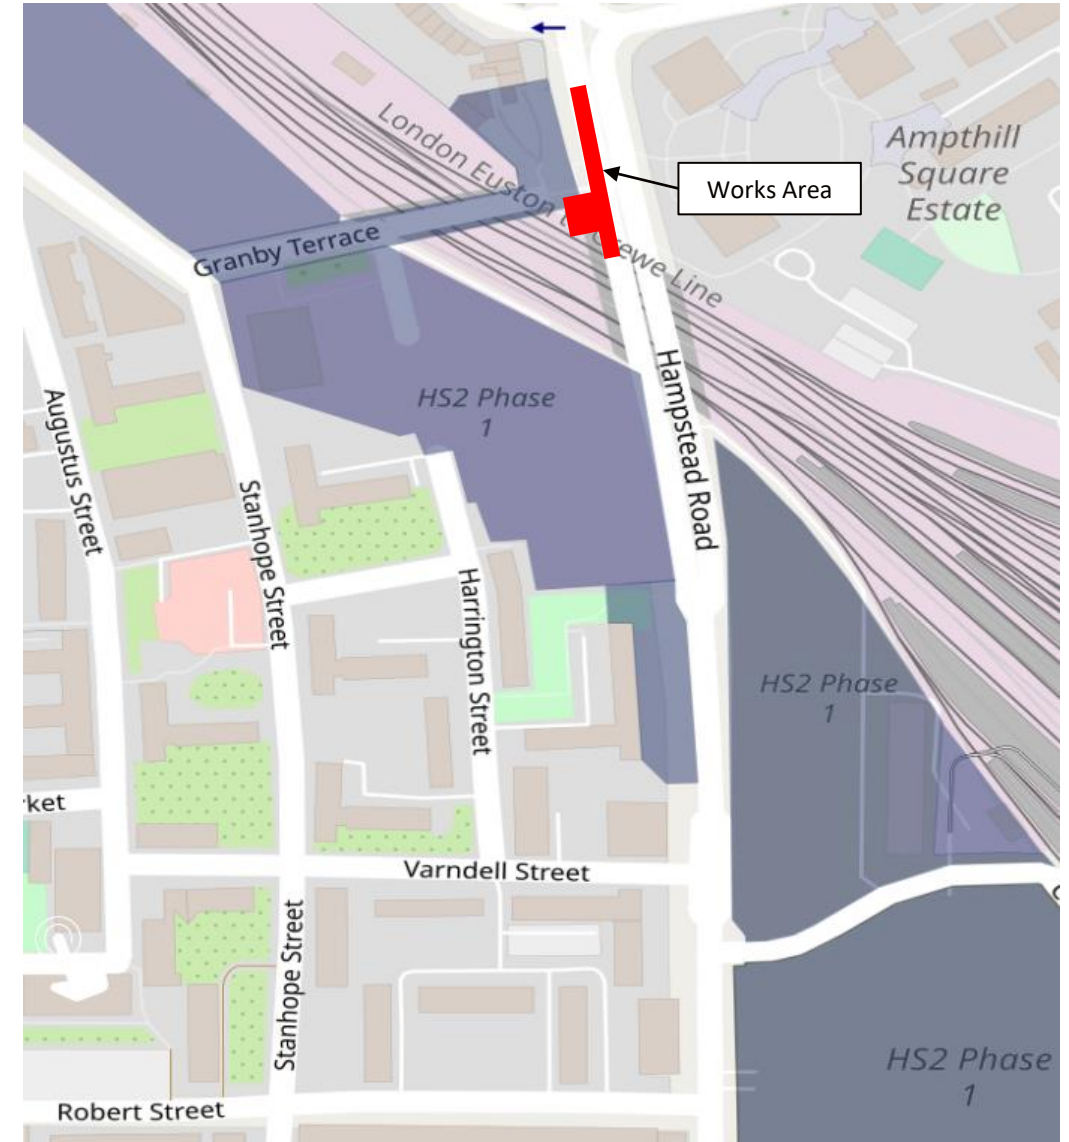 London Euston to Crewe Line
Ampthill
Square
Estate
Works Area
Granby Terrace
HS2 Phase
1
Hampstead Road
Augustus Street
Stanhope Street
Harrington Street
HS2 Phase
1
ket
Varndell Street
Stanhope Street
HS2 Phase
1
Robert Street